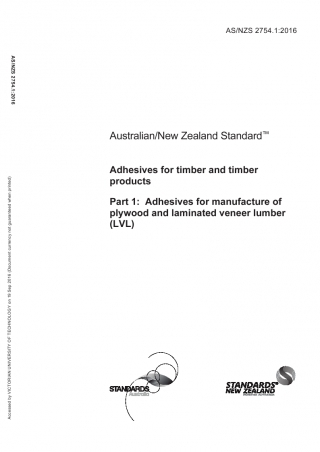 AS/NZS 2754.1:2016
AS/NZS 2754.1:2016
Australian/New Zealand Standard™
Adhesives for timber and timber
products
Part 1: Adhesives for manufacture of
plywood and laminated veneer lumber
(LVL)
Accessed by VICTORIAN UNIVERSITY OF TECHNOLOGY on 16 Sep 2016 (Document currency not guaranteed when printed)
STANDARDS
Australia
STANDARDS
NEW ZEALAND